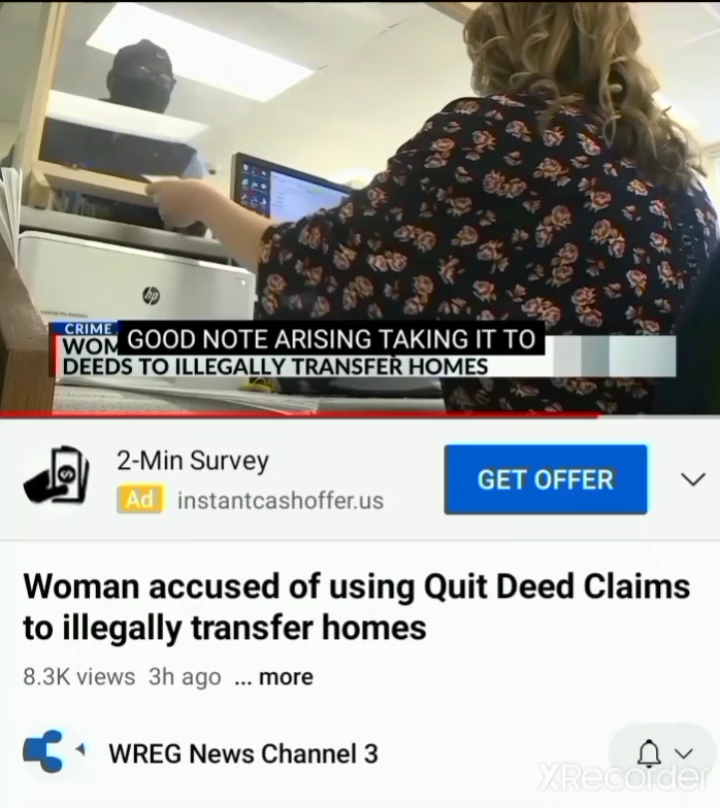 hp
CRIME
GOOD NOTE ARISING TAKING IT TO
WOM
DEEDS TO ILLEGALLY TRANSFER HOMES
2-Min Survey
GET OFFER
Ad instantcashoffer.us
Woman accused of using Quit Deed Claims
to illegally transfer homes
8.3K views 3h ago ... more
WREG News Channel 3
XRecorder